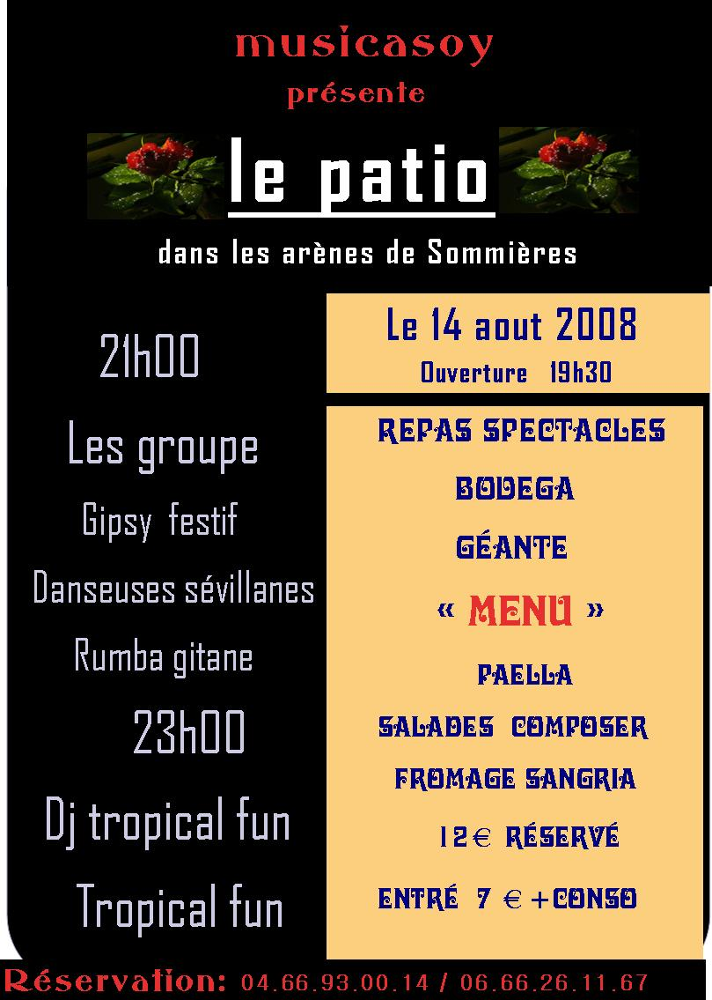 musicasoy
présente
le patio
dans les arènes de Sommières
21h00
Les groupe
Gipsy festif
Danseuses sévillanes
Rumba gitane
23h00
Dj tropical fun
Tropical fun
Le 14 aout 2008
Ouverture 19h30
REPAS SPECTACLES
BODEGA
GÉANTE
« MENU »
PAELLA
SALADES COMPOSER
FROMAGE SANGRIA
12€ RÉSERVÉ
ENTRÉ 7 € +CONSO
Réservation: 04.66.93.00.14 / 06.66.26.11.67